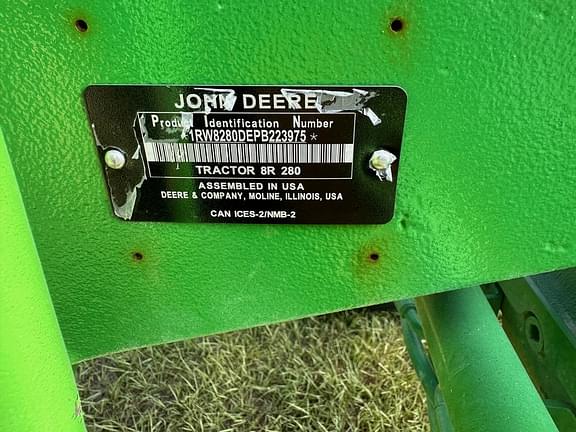 JOHN DEERE
Product Identification Number
*1RW8280DEPB223975*
TRACTOR 8R 280
ASSEMBLED IN USA
DEERE & COMPANY, MOLINE, ILLINOIS, USA
CAN ICES-2/NMB-2